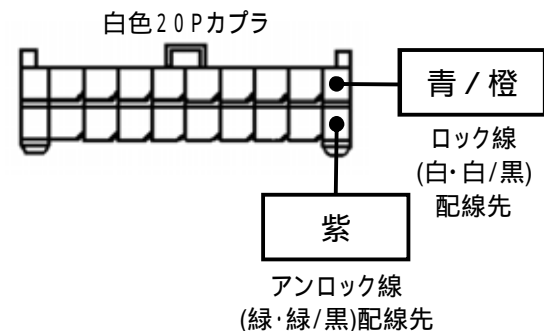 白色20Pカプラ
青/橙
ロック線
(白・白/黒)
配線先
紫
アンロック線
(緑・緑/黒)配線先